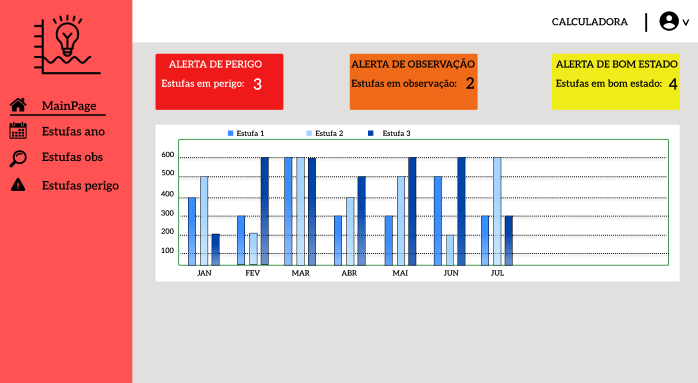 CALCULADORA
MainPage
Estufas ano
Estufas obs
Estufas perigo
ALERTA DE PERIGO
Estufas em perigo: 3
ALERTA DE OBSERVAÇÃO
Estufas em observação: 2
ALERTA DE BOM ESTADO
Estufas em bom estado: 4
Estufa 1 Estufa 2 Estufa 3
600
500
400
300
200
100
JAN FEV MAR ABR MAI JUN JUL